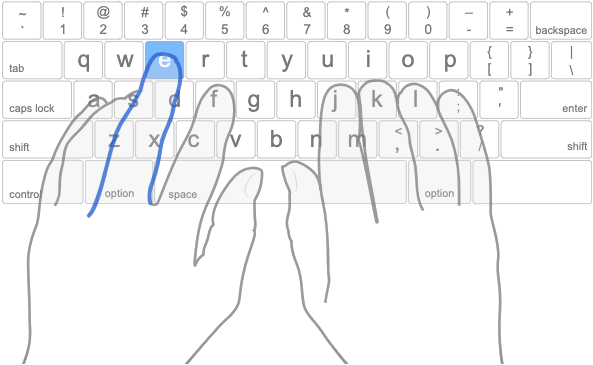 ~ ! @ # $ % ^ & * ( ) – +
` 1 2 3 4 5 6 7 8 9 0 - = backspace
tab q w e r t y u i o p { [ } ] | \
caps lock a s d f g h j k l : ; " ' enter
shift z x c v b n m < , > . ? / shift
contro option space option